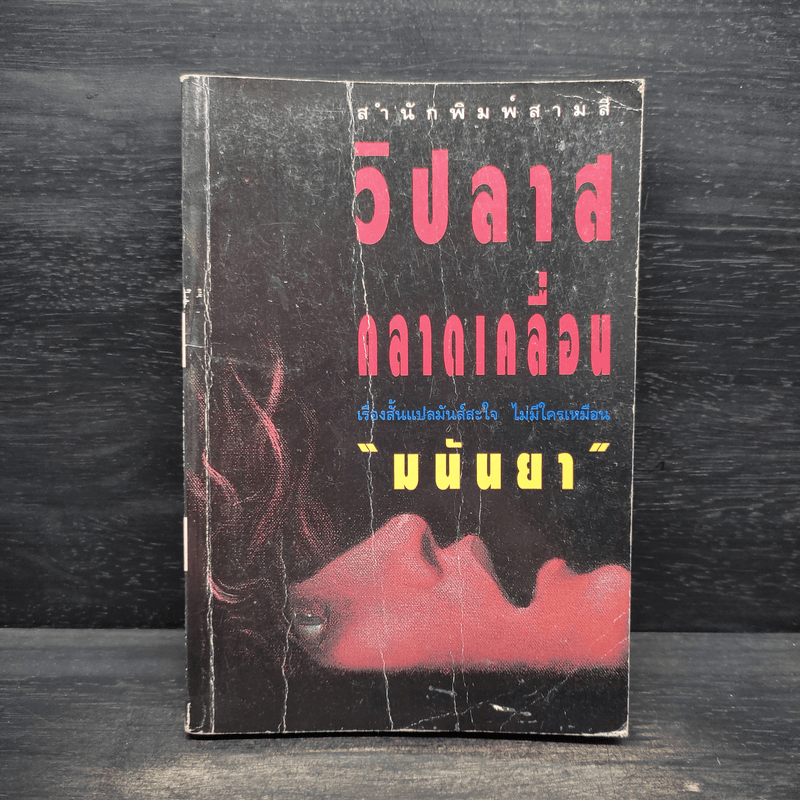 สำนักพิมพ์สามสี
วิปลาส
คลาดเคลื่อน
เรื่องสั้นแปลมันส์สะใจ ไม่มีใครเหมือน
"มนันยา"